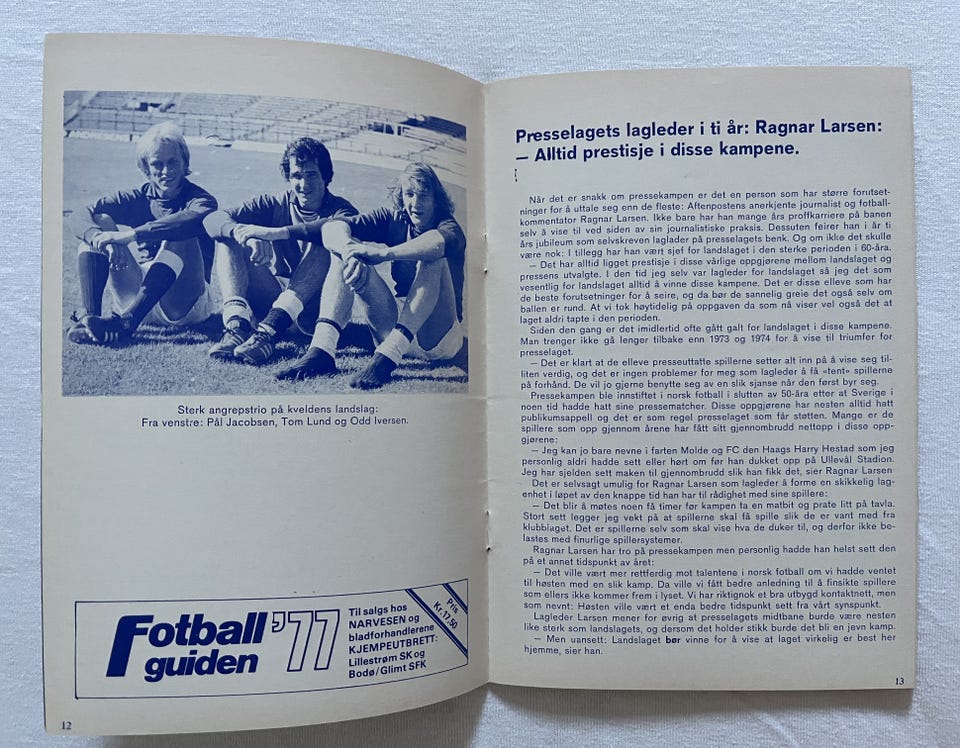 Sterk angrepstrio på kveldens landslag:
Fra venstre: Pål Jacobsen, Tom Lund og Odd Iversen.
Fotball
guiden
'77
Til salgs hos
NARVESEN og
bladforhandlerene
KJEMPEUTBRETT:
Lillestrøm SK og
Bodø/Glimt SFK
Pris
Kr. 17.50
12
Presselagets lagleder i ti år: Ragnar Larsen:
— Alltid prestisje i disse kampene.
Når det er snakk om pressekampen er det en person som har større forutset-
ninger for å uttale seg enn de fleste: Aftenpostens anerkjente journalist og fotball-
kommentator Ragnar Larsen. Ikke bare har han mange års proffkarriere på banen
selv å vise til ved siden av sin journalistiske praksis. Dessuten feirer han i år ti
års jubileum som selvskreven laglader på presselagets benk. Og om ikke det skulle
være nok: I tillegg har han vært sjef for landslaget i den sterke perioden i 60-åra.
— Det har alltid ligget prestisje i disse vårlige oppgjørene mellom landslaget og
pressens utvalgte. I den tid jeg selv var lagleder for landslaget så jeg det som
vesentlig for landslaget alltid å vinne disse kampene. Det er disse elleve som har
de beste forutsetninger for å seire, og da bør de sannelig greie det også selv om
ballen er rund. At vi tok høytidelig på oppgaven da som nå viser vel også det at
laget aldri tapte i den perioden.
Siden den gang er det imidlertid ofte gått galt for landslaget i disse kampene.
Man trenger ikke gå lenger tilbake enn 1973 og 1974 for å vise til triumfer for
presselaget.
— Det er klart at de elleve presseuttatte spillerne setter alt inn på å vise seg til-
liten verdig, og det er ingen problemer for meg som lagleder å få «tent» spillerne
på forhånd. De vil jo gjerne benytte seg av en slik sjanse når den først byr seg.
Pressekampen ble innstiftet i norsk fotball i slutten av 50-åra etter at Sverige i
noen tid hadde hatt sine pressematcher. Disse oppgjørene har nesten alltid hatt
publikumsappell og det er som regel presselaget som får støtten. Mange er de
spillere som opp gjennom årene har fått sitt gjennombrudd nettopp i disse opp-
gjørene:
— Jeg kan jo bare nevne i farten Molde og FC den Haags Harry Hestad som jeg
personlig aldri hadde sett eller hørt om før han dukket opp på Ullevål Stadion.
Jeg har sjelden sett maken til gjennombrudd slik han fikk det, sier Ragnar Larsen
Det er selvsagt umulig for Ragnar Larsen som lagleder å forme en skikkelig lag-
enhet i løpet av den knappe tid han har til rådighet med sine spillere:
— Det blir å møtes noen få timer før kampen ta en matbit og prate litt på tavla.
Stort sett legger jeg vekt på at spillerne skal få spille slik de er vant med fra
klubblaget. Det er spillerne selv som skal vise hva de duker til, og derfor ikke be-
lastes med finurlige spillersystemer.
Ragnar Larsen har tro på pressekampen men personlig hadde han helst sett den
på et annet tidspunkt av året:
— Det ville vært mer rettferdig mot talentene i norsk fotball om vi hadde ventet
til høsten med en slik kamp. Da ville vi fått bedre anledning til å finsikte spillere
som ellers ikke kommer frem i lyset. Vi har riktignok et bra utbygd kontaktnett, men
som nevnt: Høsten ville vært et enda bedre tidspunkt sett fra vårt synspunkt.
Lagleder Larsen mener for øvrig at presselagets midtbane burde være nesten
like sterk som landslagets, og dersom det holder stikk burde det bli en jevn kamp.
— Men uansett: Landslaget bør vinne for å vise at laget virkelig er best her
hjemme, sier han.
13